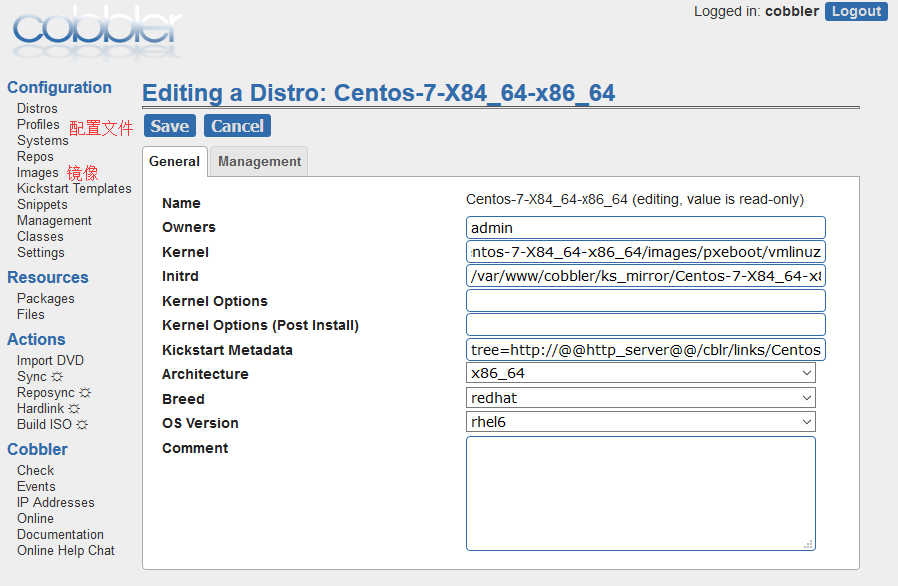 cobbler
Logged in: cobbler Logout
Configuration
Distros
Profiles 配置文件
Systems
Repos
Images 镜像
Kickstart Templates
Snippets
Management
Classes
Settings
Resources
Packages
Files
Actions
Import DVD
Sync
Reposync
Hardlink
Build ISO
Cobbler
Check
Events
IP Addresses
Online
Documentation
Online Help Chat
Editing a Distro: Centos-7-X84_64-x86_64
Save Cancel
General Management
Name Centos-7-X84_64-x86_64 (editing, value is read-only)
Owners admin
Kernel entos-7-X84_64-x86_64/images/pxeboot/vmlinuz
Initrd /var/www/cobbler/ks_mirror/Centos-7-X84_64-x8
Kernel Options
Kernel Options (Post Install)
Kickstart Metadata tree=http://@@http_server@@/cblr/links/Centos
Architecture x86_64
Breed redhat
OS Version rhel6
Comment